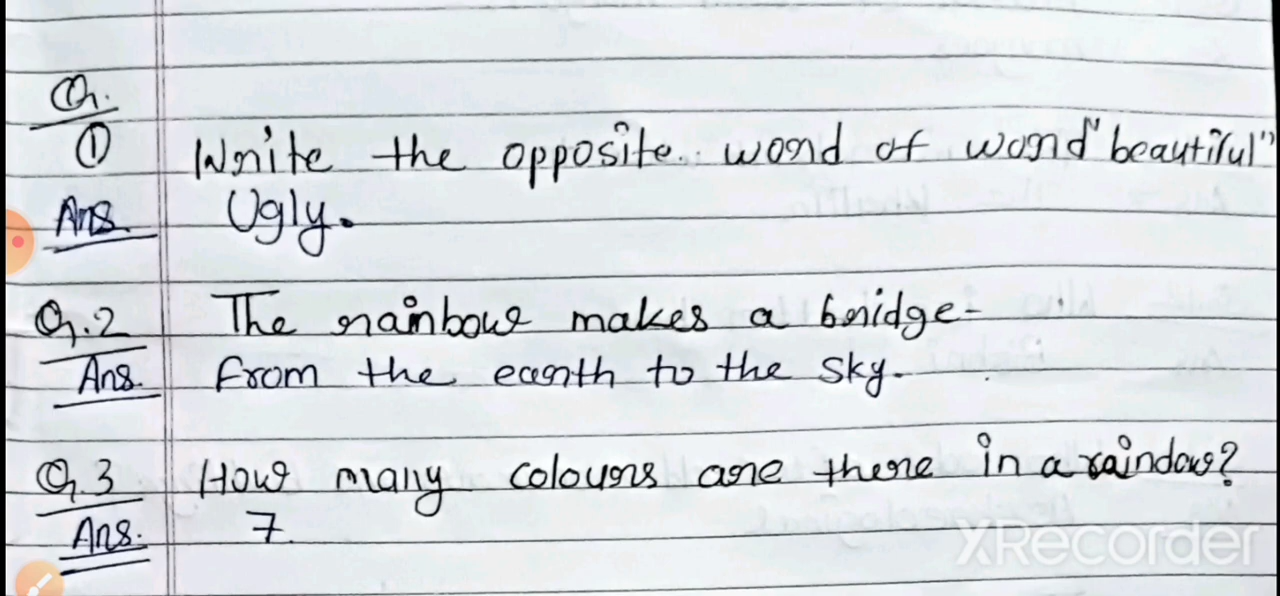 Q.
① Write the opposite word of word "beautiful"
Ans. Ugly.
Q.2 The rainbow makes a bridge-
Ans. From the earth to the sky.
Q.3 How many colours are there in a raindow?
Ans. 7.
XRecorder